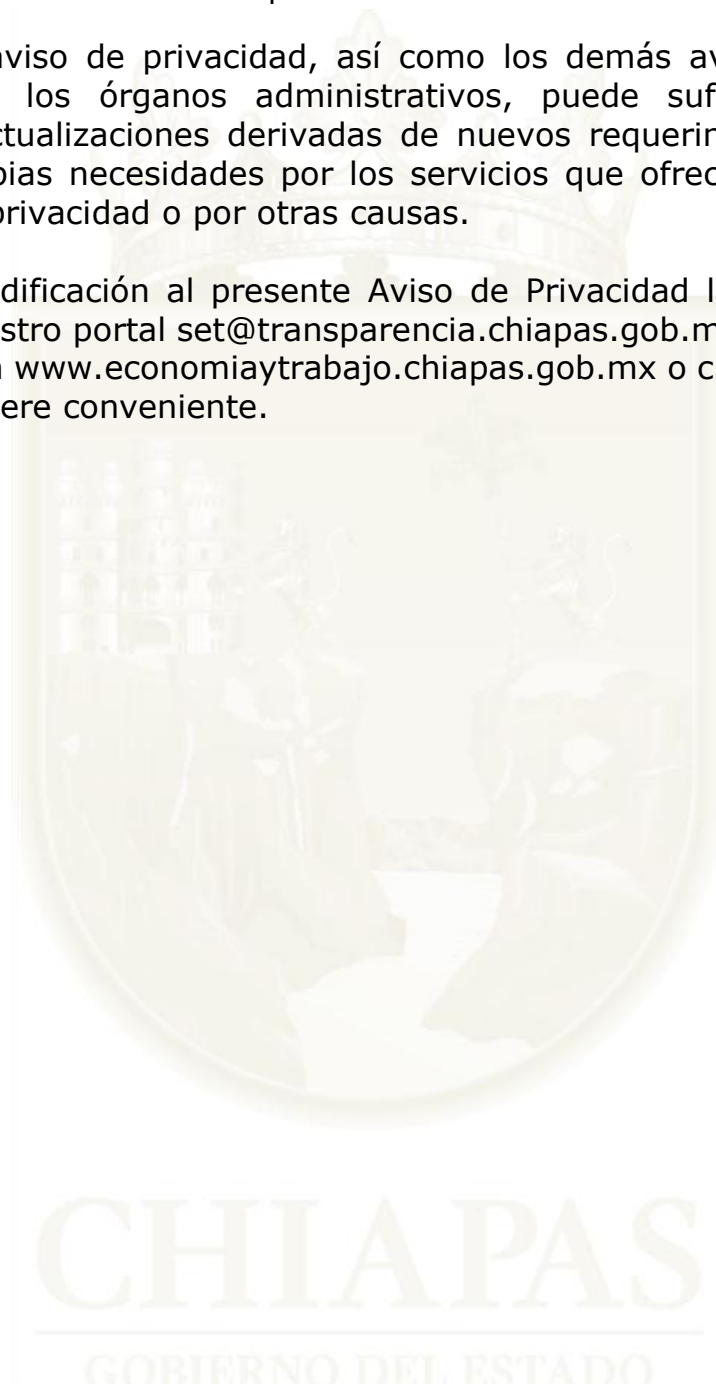 aviso de privacidad, así como los demás av
los órganos administrativos, puede suf
ctualizaciones derivadas de nuevos requerin
pias necesidades por los servicios que ofrec
privacidad o por otras causas.
dificación al presente Aviso de Privacidad l
stro portal set@transparencia.chiapas.gob.m
www.economiaytrabajo.chiapas.gob.mx o c
ere conveniente.
CHIAPAS
GOBIERNO DEL ESTADO